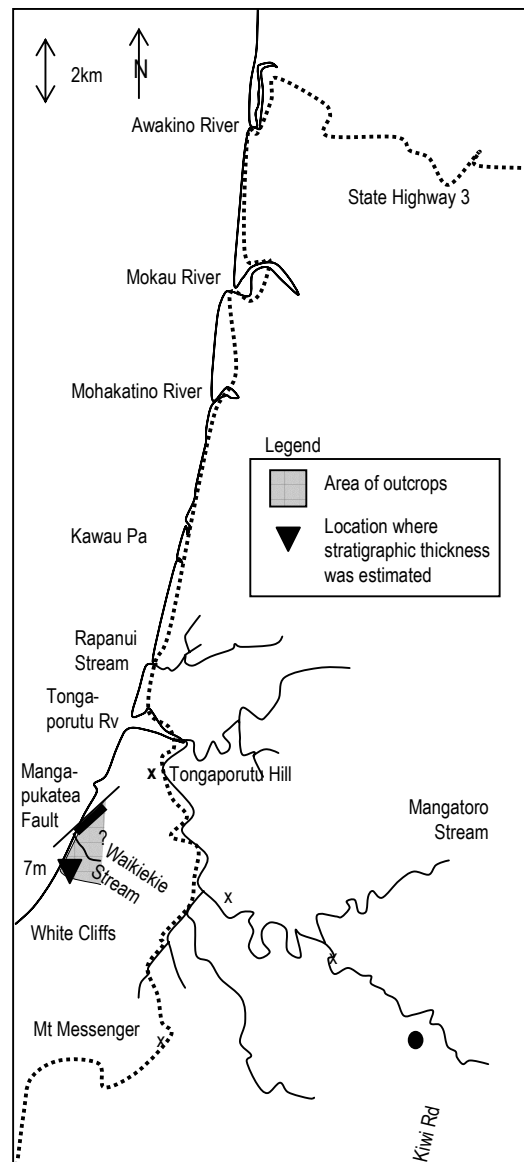 2km
N
Awakino River
State Highway 3
Mokau River
Mohakatino River
Legend
Area of outcrops
Location where
stratigraphic thickness
was estimated
Kawau Pa
Rapanui
Stream
Tonga-
porutu Rv
x Tongaporutu Hill
Manga-
pukatea
Fault
?
Waikiekie
Stream
7m
Mangatoro
Stream
x
x
White Cliffs
Mt Messenger
x
Kiwi Rd